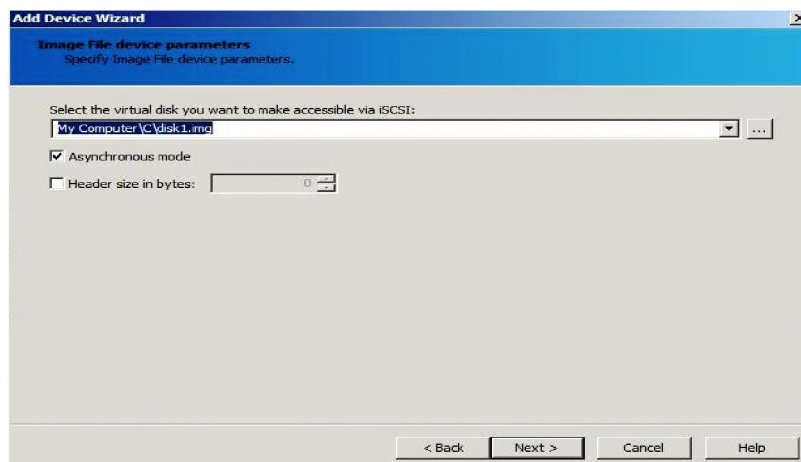 Add Device Wizard
Image File device parameters
Specify Image File device parameters.
Select the virtual disk you want to make accessible via iSCSI:
My Computer\C\disk1.img
...
Asynchronous mode
Header size in bytes: 0
< Back Next > Cancel Help